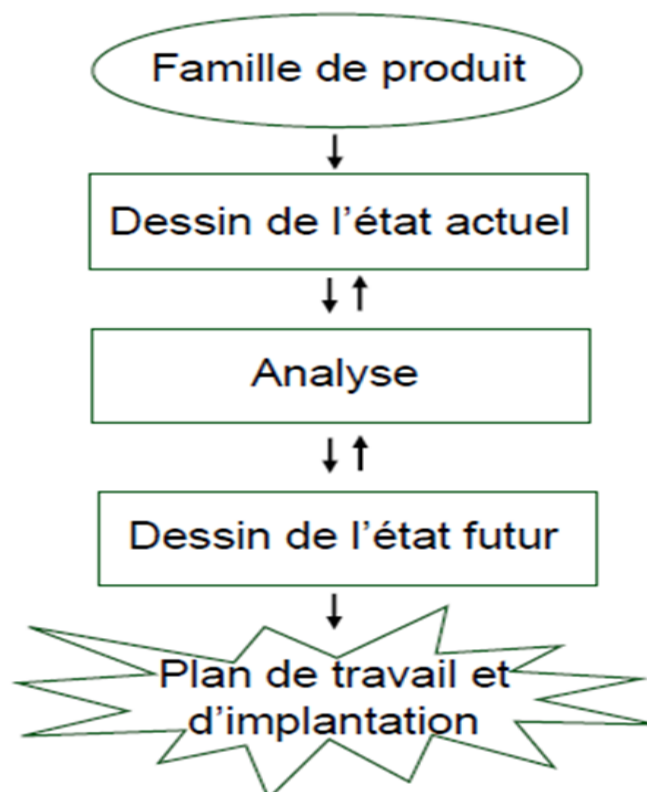 Famille de produit
Dessin de l'état actuel
Analyse
Dessin de l'état futur
Plan de travail et
d'implantation